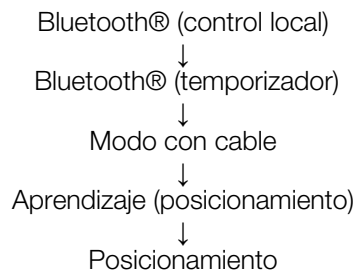 Bluetooth® (control local)
↓
Bluetooth® (temporizador)
↓
Modo con cable
↓
Aprendizaje (posicionamiento)
↓
Posicionamiento